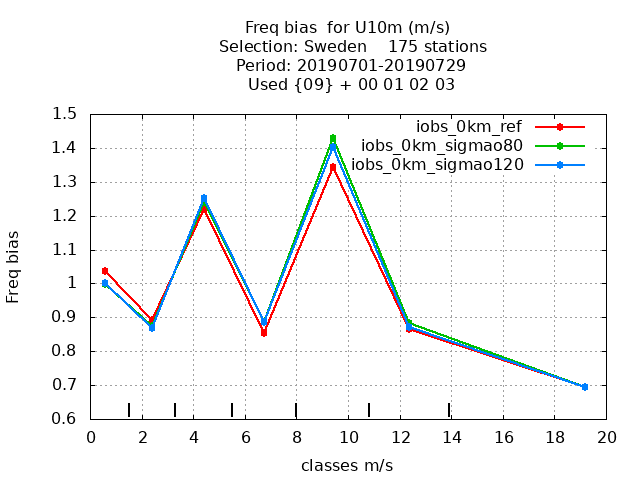 Freq bias  for U10m (m/s)
Selection: Sweden    175 stations
Period: 20190701-20190729
Used {09} + 00 01 02 03
iobs_0km_ref
iobs_0km_sigmao80
iobs_0km_sigmao120
Freq bias
1.5
1.4
1.3
1.2
1.1
1
0.9
0.8
0.7
0.6
0 2 4 6 8 10 12 14 16 18 20
classes m/s